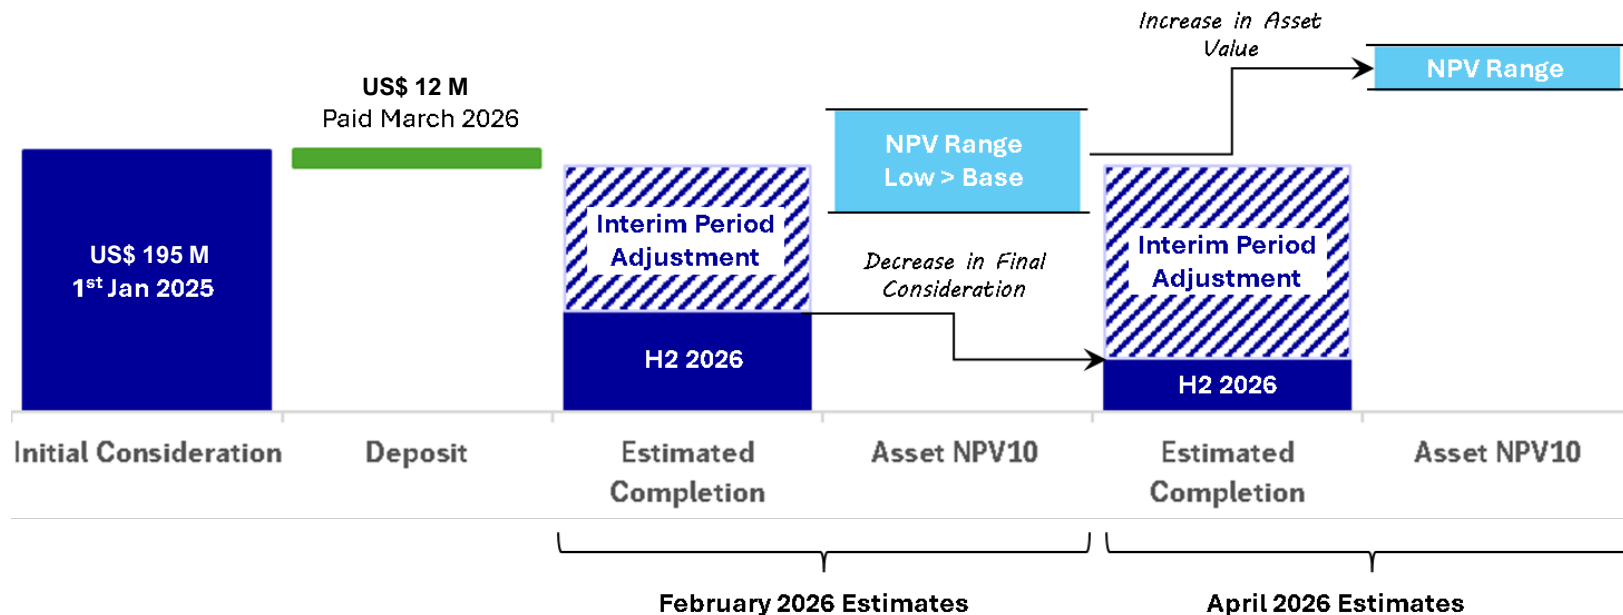 Increase in Asset
Value
US$ 12 M
Paid March 2026
NPV Range
NPV Range
Low > Base
US$ 195 M
1st Jan 2025
Interim Period
Adjustment
Decrease in Final
Consideration
Interim Period
Adjustment
H2 2026
H2 2026
Initial Consideration
Deposit
Estimated
Completion
Asset NPV10
Estimated
Completion
Asset NPV10
February 2026 Estimates
April 2026 Estimates